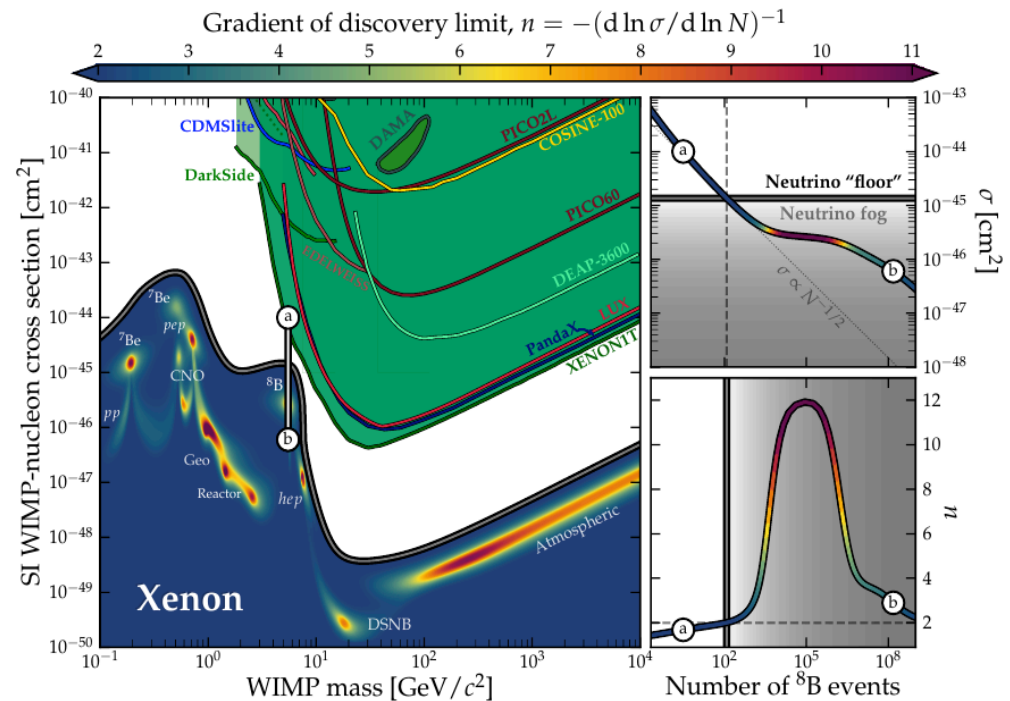 Gradient of discovery limit, n = −(d ln σ/d ln N)⁻¹
2 3 4 5 6 7 8 9 10 11
SI WIMP-nucleon cross section [cm²]
10⁻⁴⁰
10⁻⁴¹
10⁻⁴²
10⁻⁴³
10⁻⁴⁴
10⁻⁴⁵
10⁻⁴⁶
10⁻⁴⁷
10⁻⁴⁸
10⁻⁴⁹
10⁻⁵⁰
CDMSlite
DarkSide
DAMA
PICO2L
COSINE-100
PICO60
EDELWEISS
DEAP-3600
LUX
PandaX
XENON1T
⁷Be
pep
⁷Be
CNO
pp
⁸B
a
b
Geo
Reactor
hep
Atmospheric
DSNB
Xenon
10⁻¹ 10⁰ 10¹ 10² 10³ 10⁴
WIMP mass [GeV/c²]
a
Neutrino “floor”
Neutrino fog
σ ∝ N⁻¹/²
b
10⁻⁴³
10⁻⁴⁴
10⁻⁴⁵
10⁻⁴⁶
10⁻⁴⁷
10⁻⁴⁸
σ [cm²]
a
b
12
10
8
6
4
2
n
10² 10⁵ 10⁸
Number of ⁸B events